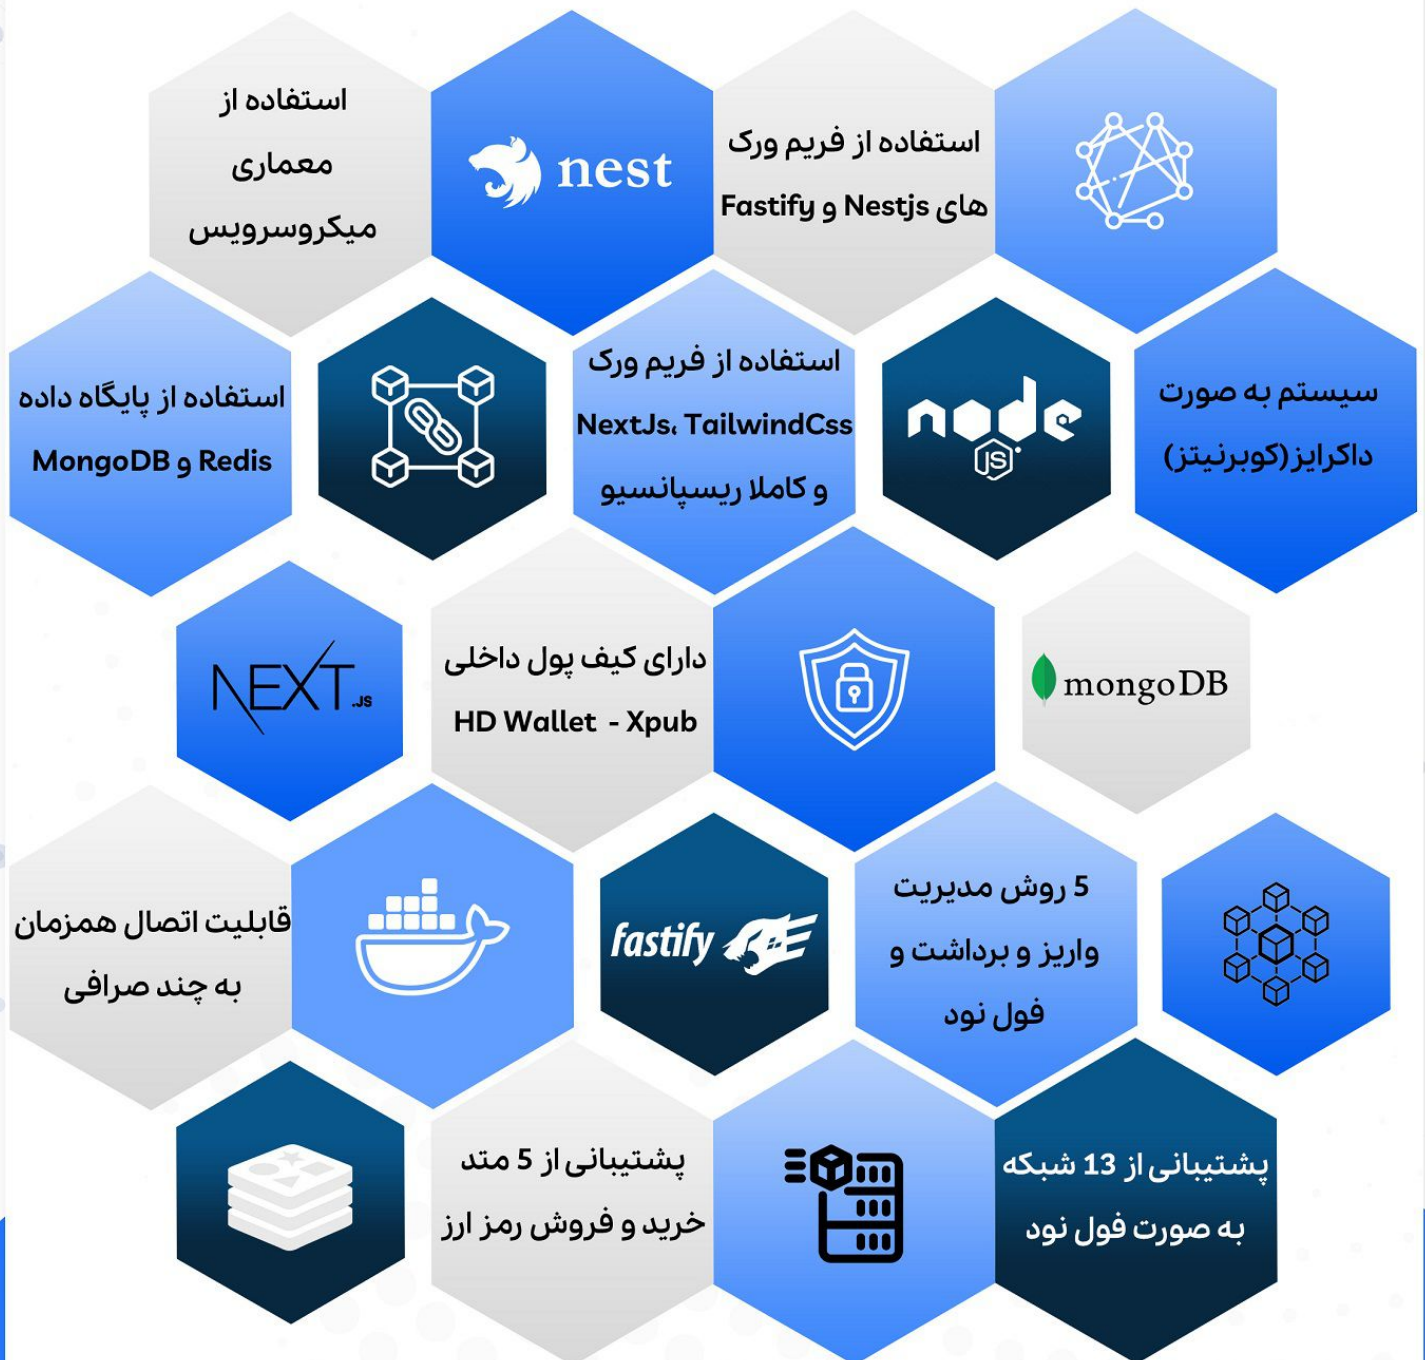 استفاده از فریم ورک
های Nestjs و Fastify
nest
استفاده از
معماری
میکروسرویس
سیستم به صورت
داکرایز(کوبرنیتز)
node
JS
استفاده از فریم ورک
NextJs، TailwindCss
و کاملا ریسپانسیو
استفاده از پایگاه داده
Redis و MongoDB
mongoDB
دارای کیف پول داخلی
HD Wallet - Xpub
NEXT.JS
5 روش مدیریت
واریز و برداشت و
فول نود
fastify
قابلیت اتصال همزمان
به چند صرافی
پشتیبانی از 13 شبکه
به صورت فول نود
پشتیبانی از 5 متد
خرید و فروش رمز ارز